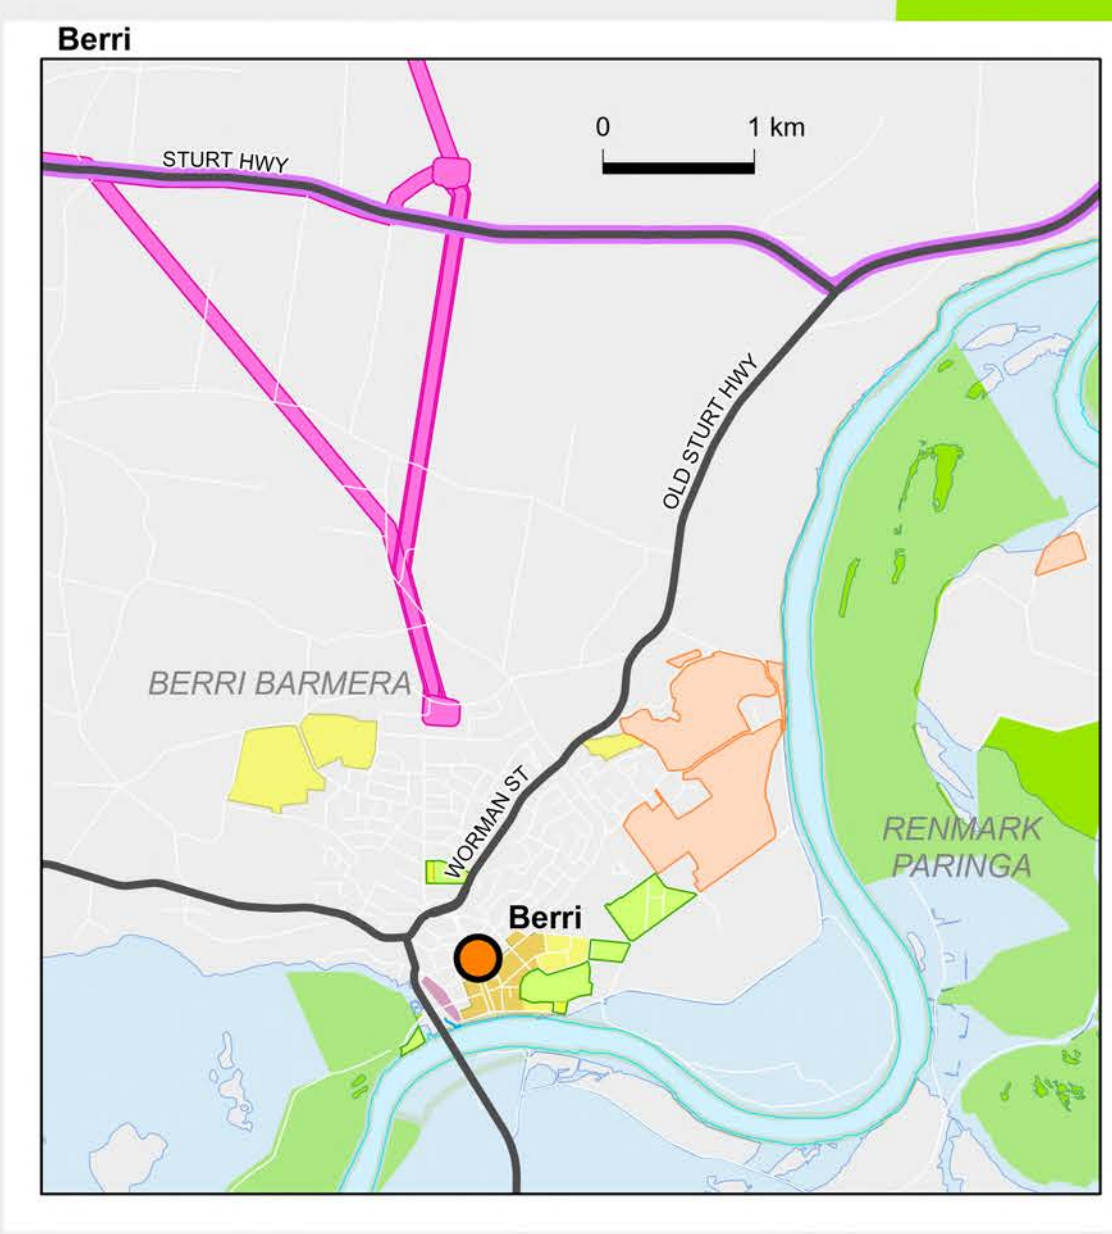 Berri
0 1 km
STURT HWY
OLD STURT HWY
BERRI BARMERA
WORMAN ST
RENMARK
PARINGA
Berri